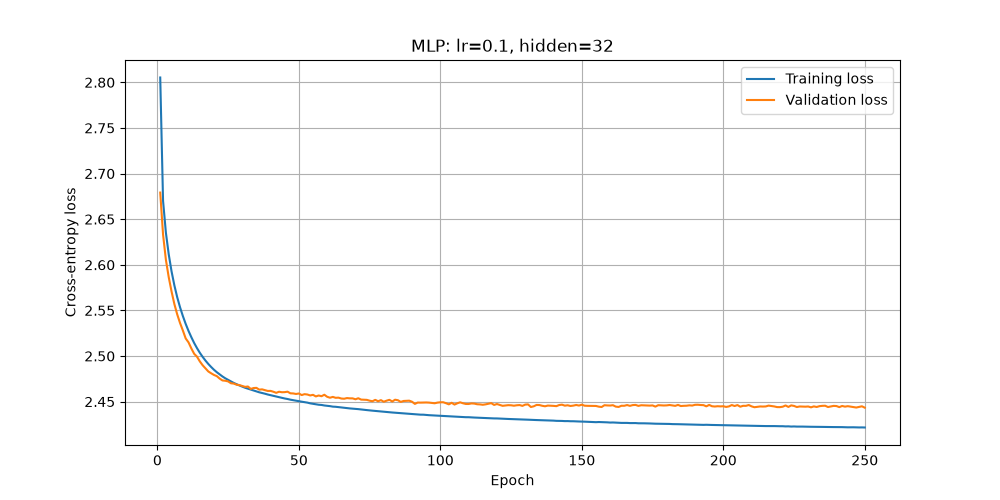 MLP: lr=0.1, hidden=32
Training loss
Validation loss
Cross-entropy loss
2.80
2.75
2.70
2.65
2.60
2.55
2.50
2.45
0 50 100 150 200 250
Epoch